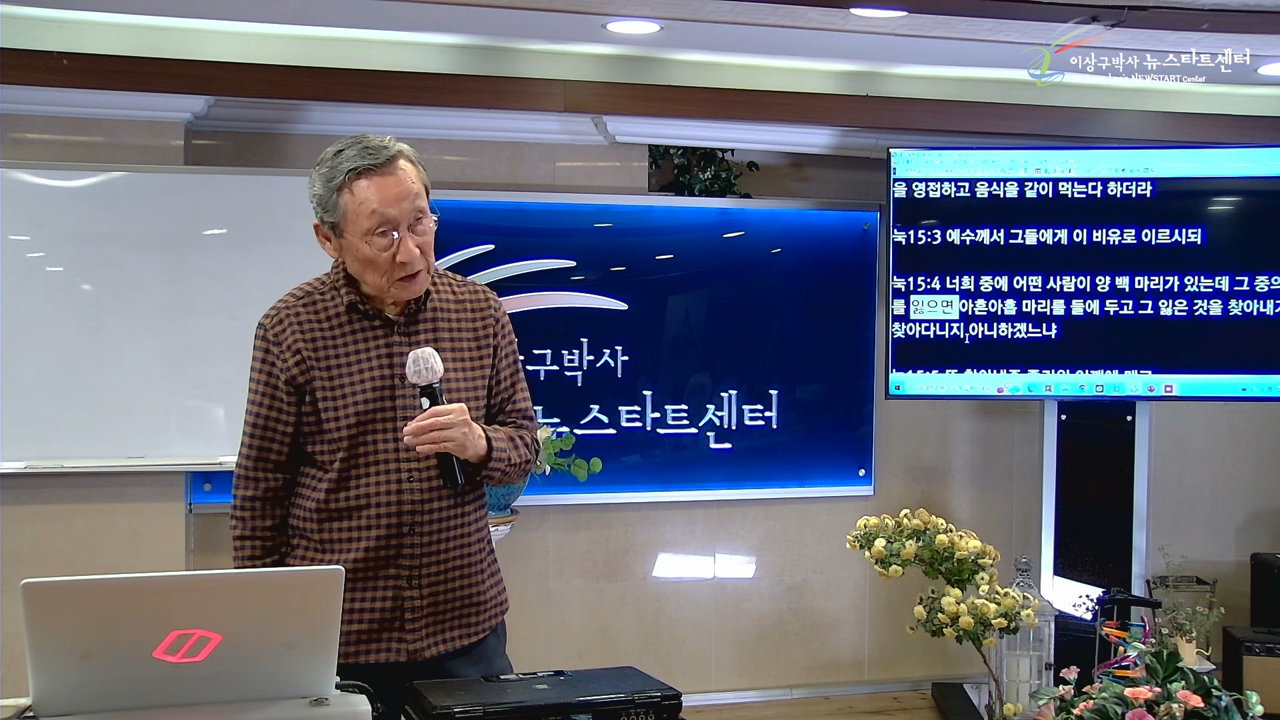 이상구박사 뉴스타트센터
NEWSTART Center
을 영접하고 음식을 같이 먹는다 하더라
눅15:3 예수께서 그들에게 이 비유로 이르시되
눅15:4 너희 중에 어떤 사람이 양 백 마리가 있는데 그 중의
를 잃으면 아흔아홉 마리를 들에 두고 그 잃은 것을 찾아내기
찾아다니지 아니하겠느냐
구박사
뉴스타트센터